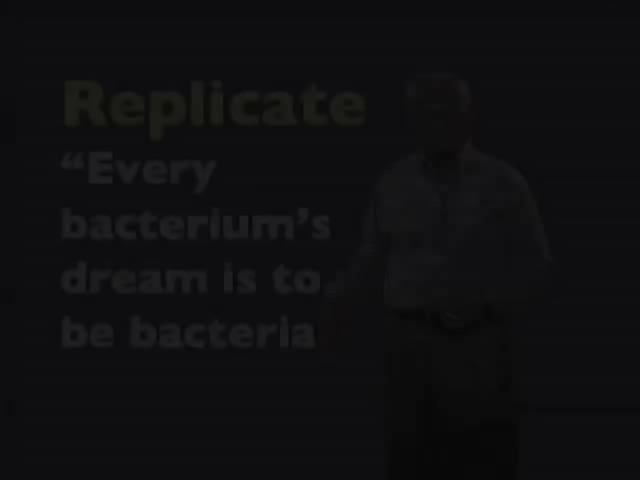 Replicate
“Every
bacterium’s
dream is to
be bacteria